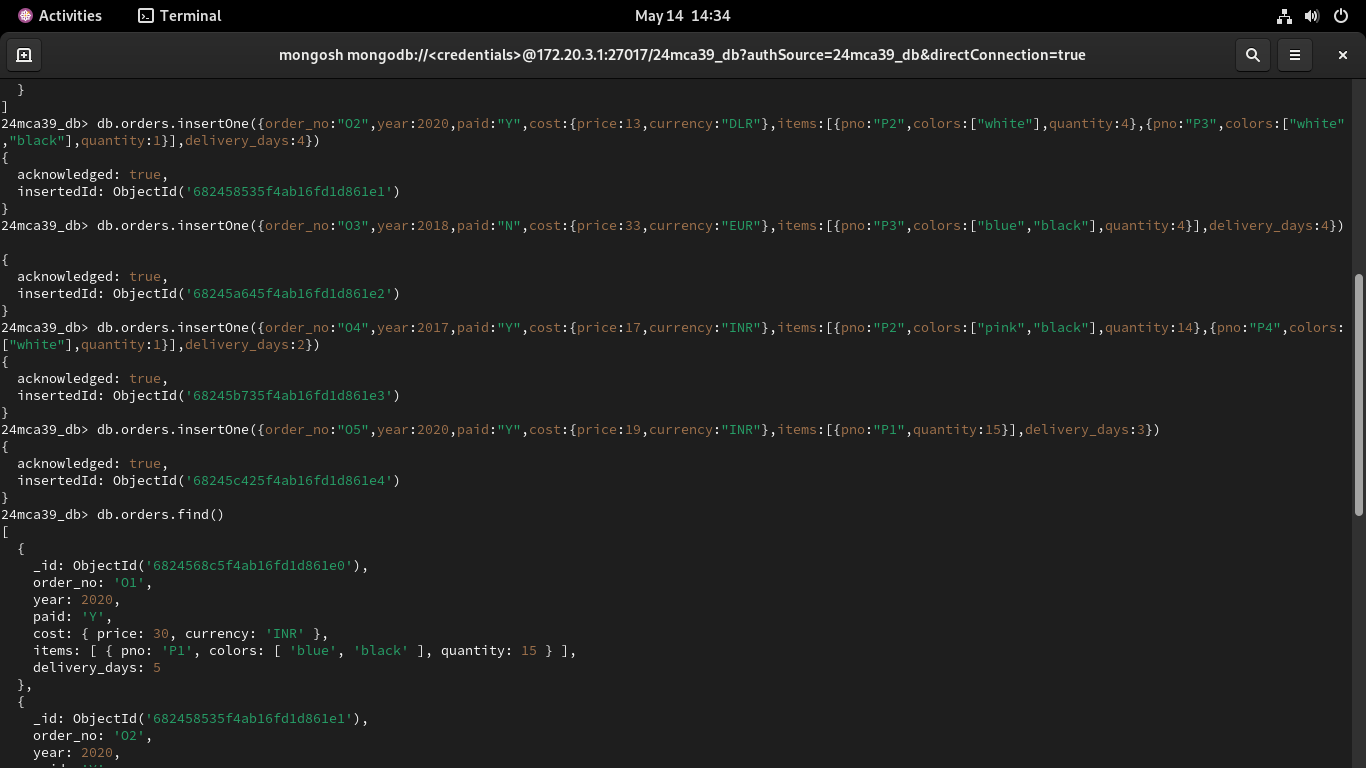 Activities
Terminal
May 14 14:34
mongosh mongodb://<credentials>@172.20.3.1:27017/24mca39_db?authSource=24mca39_db&directConnection=true
  }
]
24mca39_db> db.orders.insertOne({order_no:"O2",year:2020,paid:"Y",cost:{price:13,currency:"DLR"},items:[{pno:"P2",colors:["white"],quantity:4},{pno:"P3",colors:["white"
,"black"],quantity:1}],delivery_days:4})
{
  acknowledged: true,
  insertedId: ObjectId('682458535f4ab16fd1d861e1')
}
24mca39_db> db.orders.insertOne({order_no:"O3",year:2018,paid:"N",cost:{price:33,currency:"EUR"},items:[{pno:"P3",colors:["blue","black"],quantity:4}],delivery_days:4})
{
  acknowledged: true,
  insertedId: ObjectId('68245a645f4ab16fd1d861e2')
}
24mca39_db> db.orders.insertOne({order_no:"O4",year:2017,paid:"Y",cost:{price:17,currency:"INR"},items:[{pno:"P2",colors:["pink","black"],quantity:14},{pno:"P4",colors:
["white"],quantity:1}],delivery_days:2})
{
  acknowledged: true,
  insertedId: ObjectId('68245b735f4ab16fd1d861e3')
}
24mca39_db> db.orders.insertOne({order_no:"O5",year:2020,paid:"Y",cost:{price:19,currency:"INR"},items:[{pno:"P1",quantity:15}],delivery_days:3})
{
  acknowledged: true,
  insertedId: ObjectId('68245c425f4ab16fd1d861e4')
}
24mca39_db> db.orders.find()
[
  {
    _id: ObjectId('6824568c5f4ab16fd1d861e0'),
    order_no: 'O1',
    year: 2020,
    paid: 'Y',
    cost: { price: 30, currency: 'INR' },
    items: [ { pno: 'P1', colors: [ 'blue', 'black' ], quantity: 15 } ],
    delivery_days: 5
  },
  {
    _id: ObjectId('682458535f4ab16fd1d861e1'),
    order_no: 'O2',
    year: 2020,